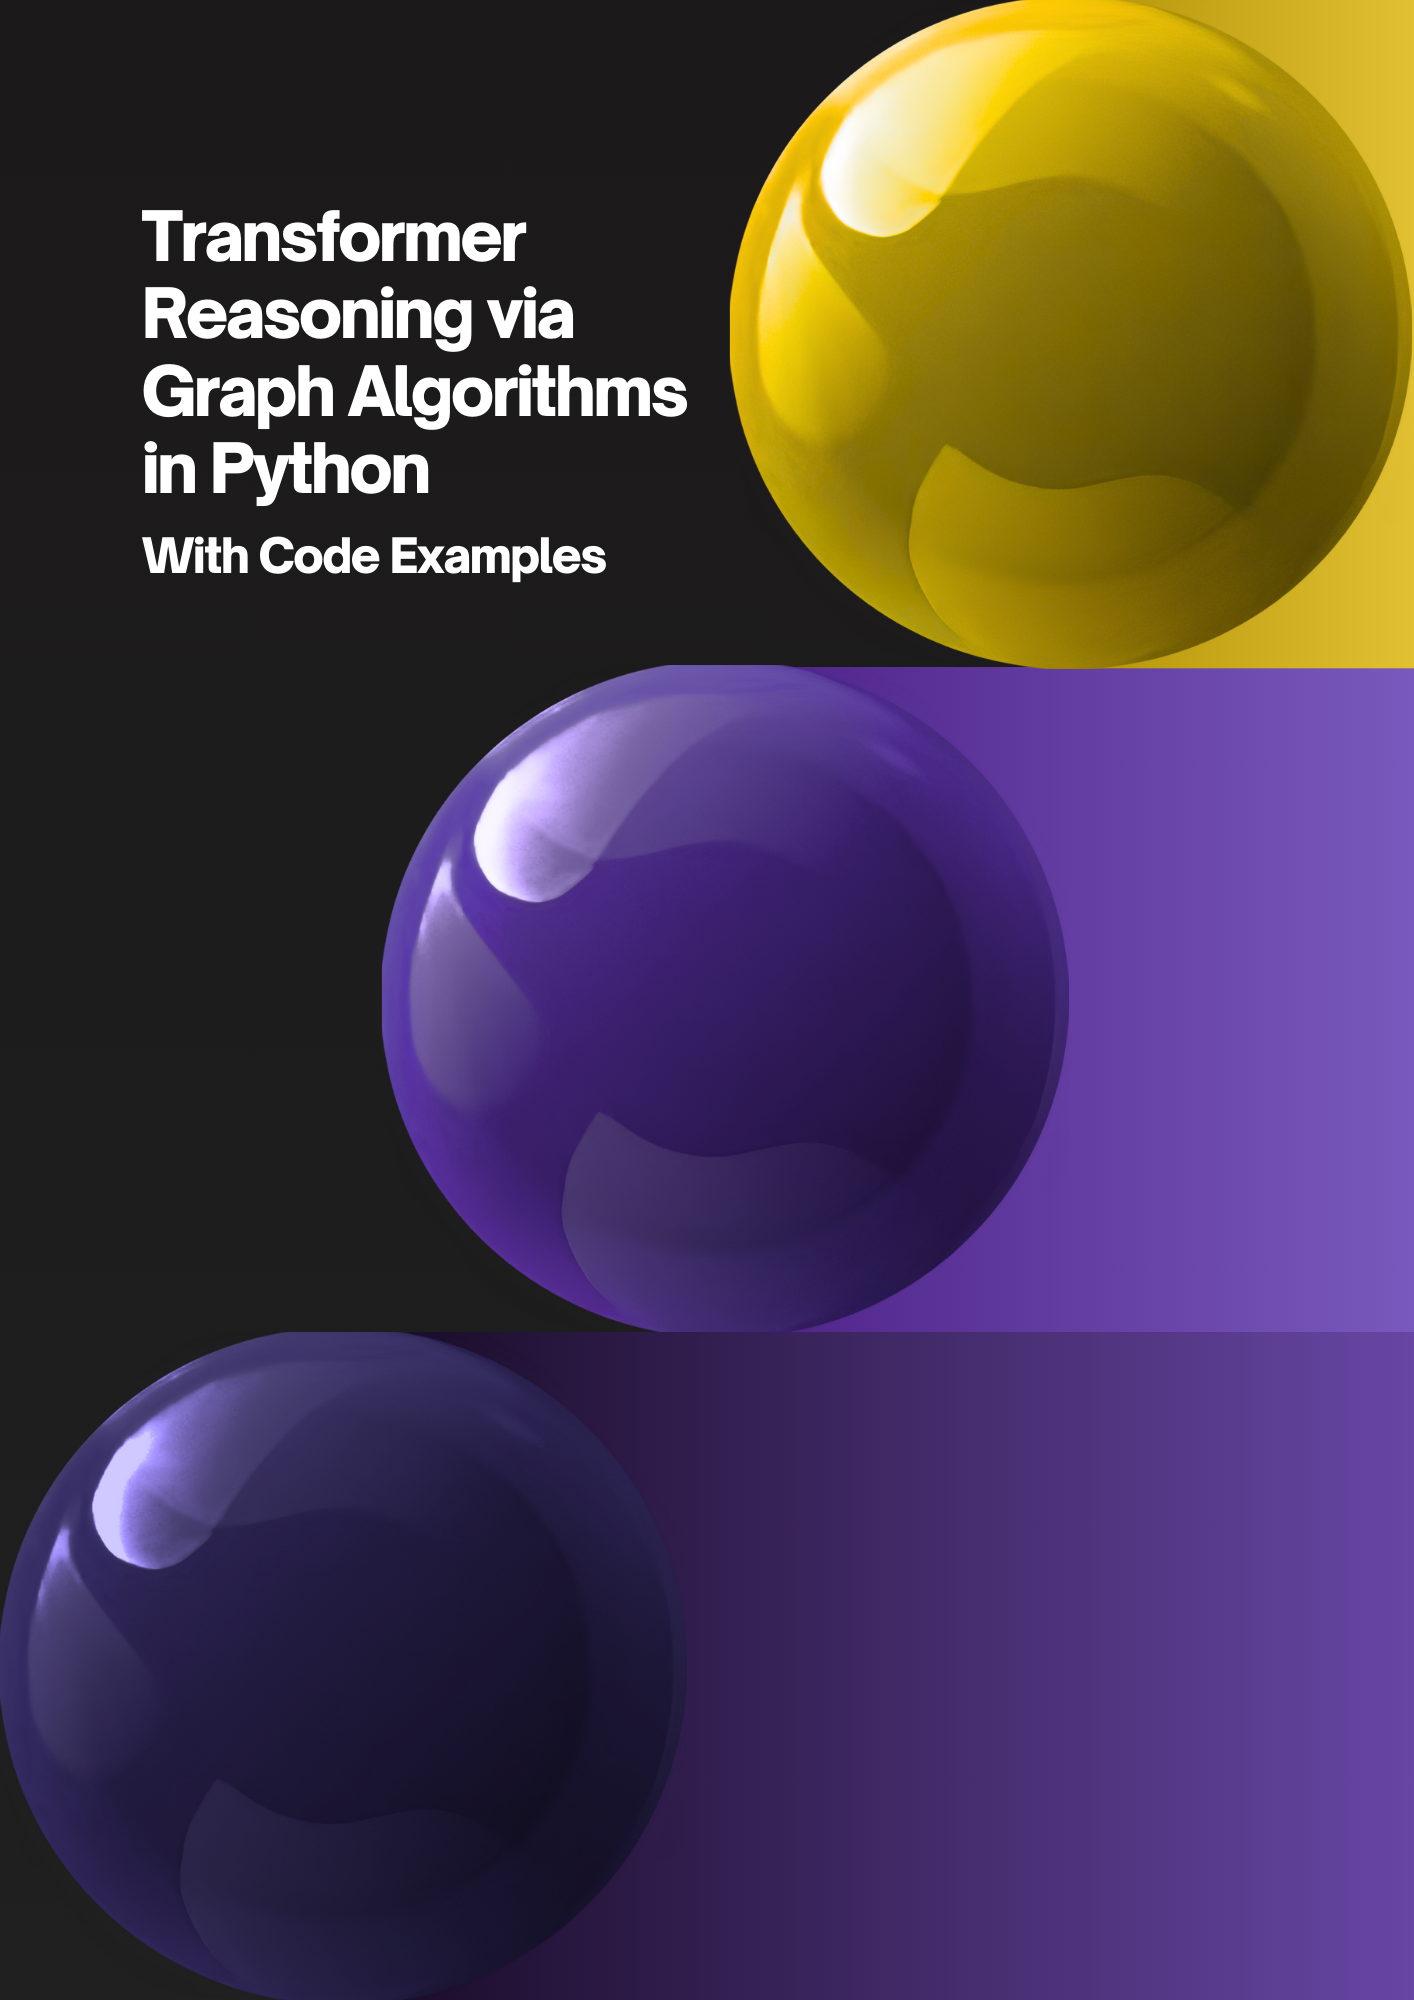 Transformer
Reasoning via
Graph Algorithms
in Python
With Code Examples